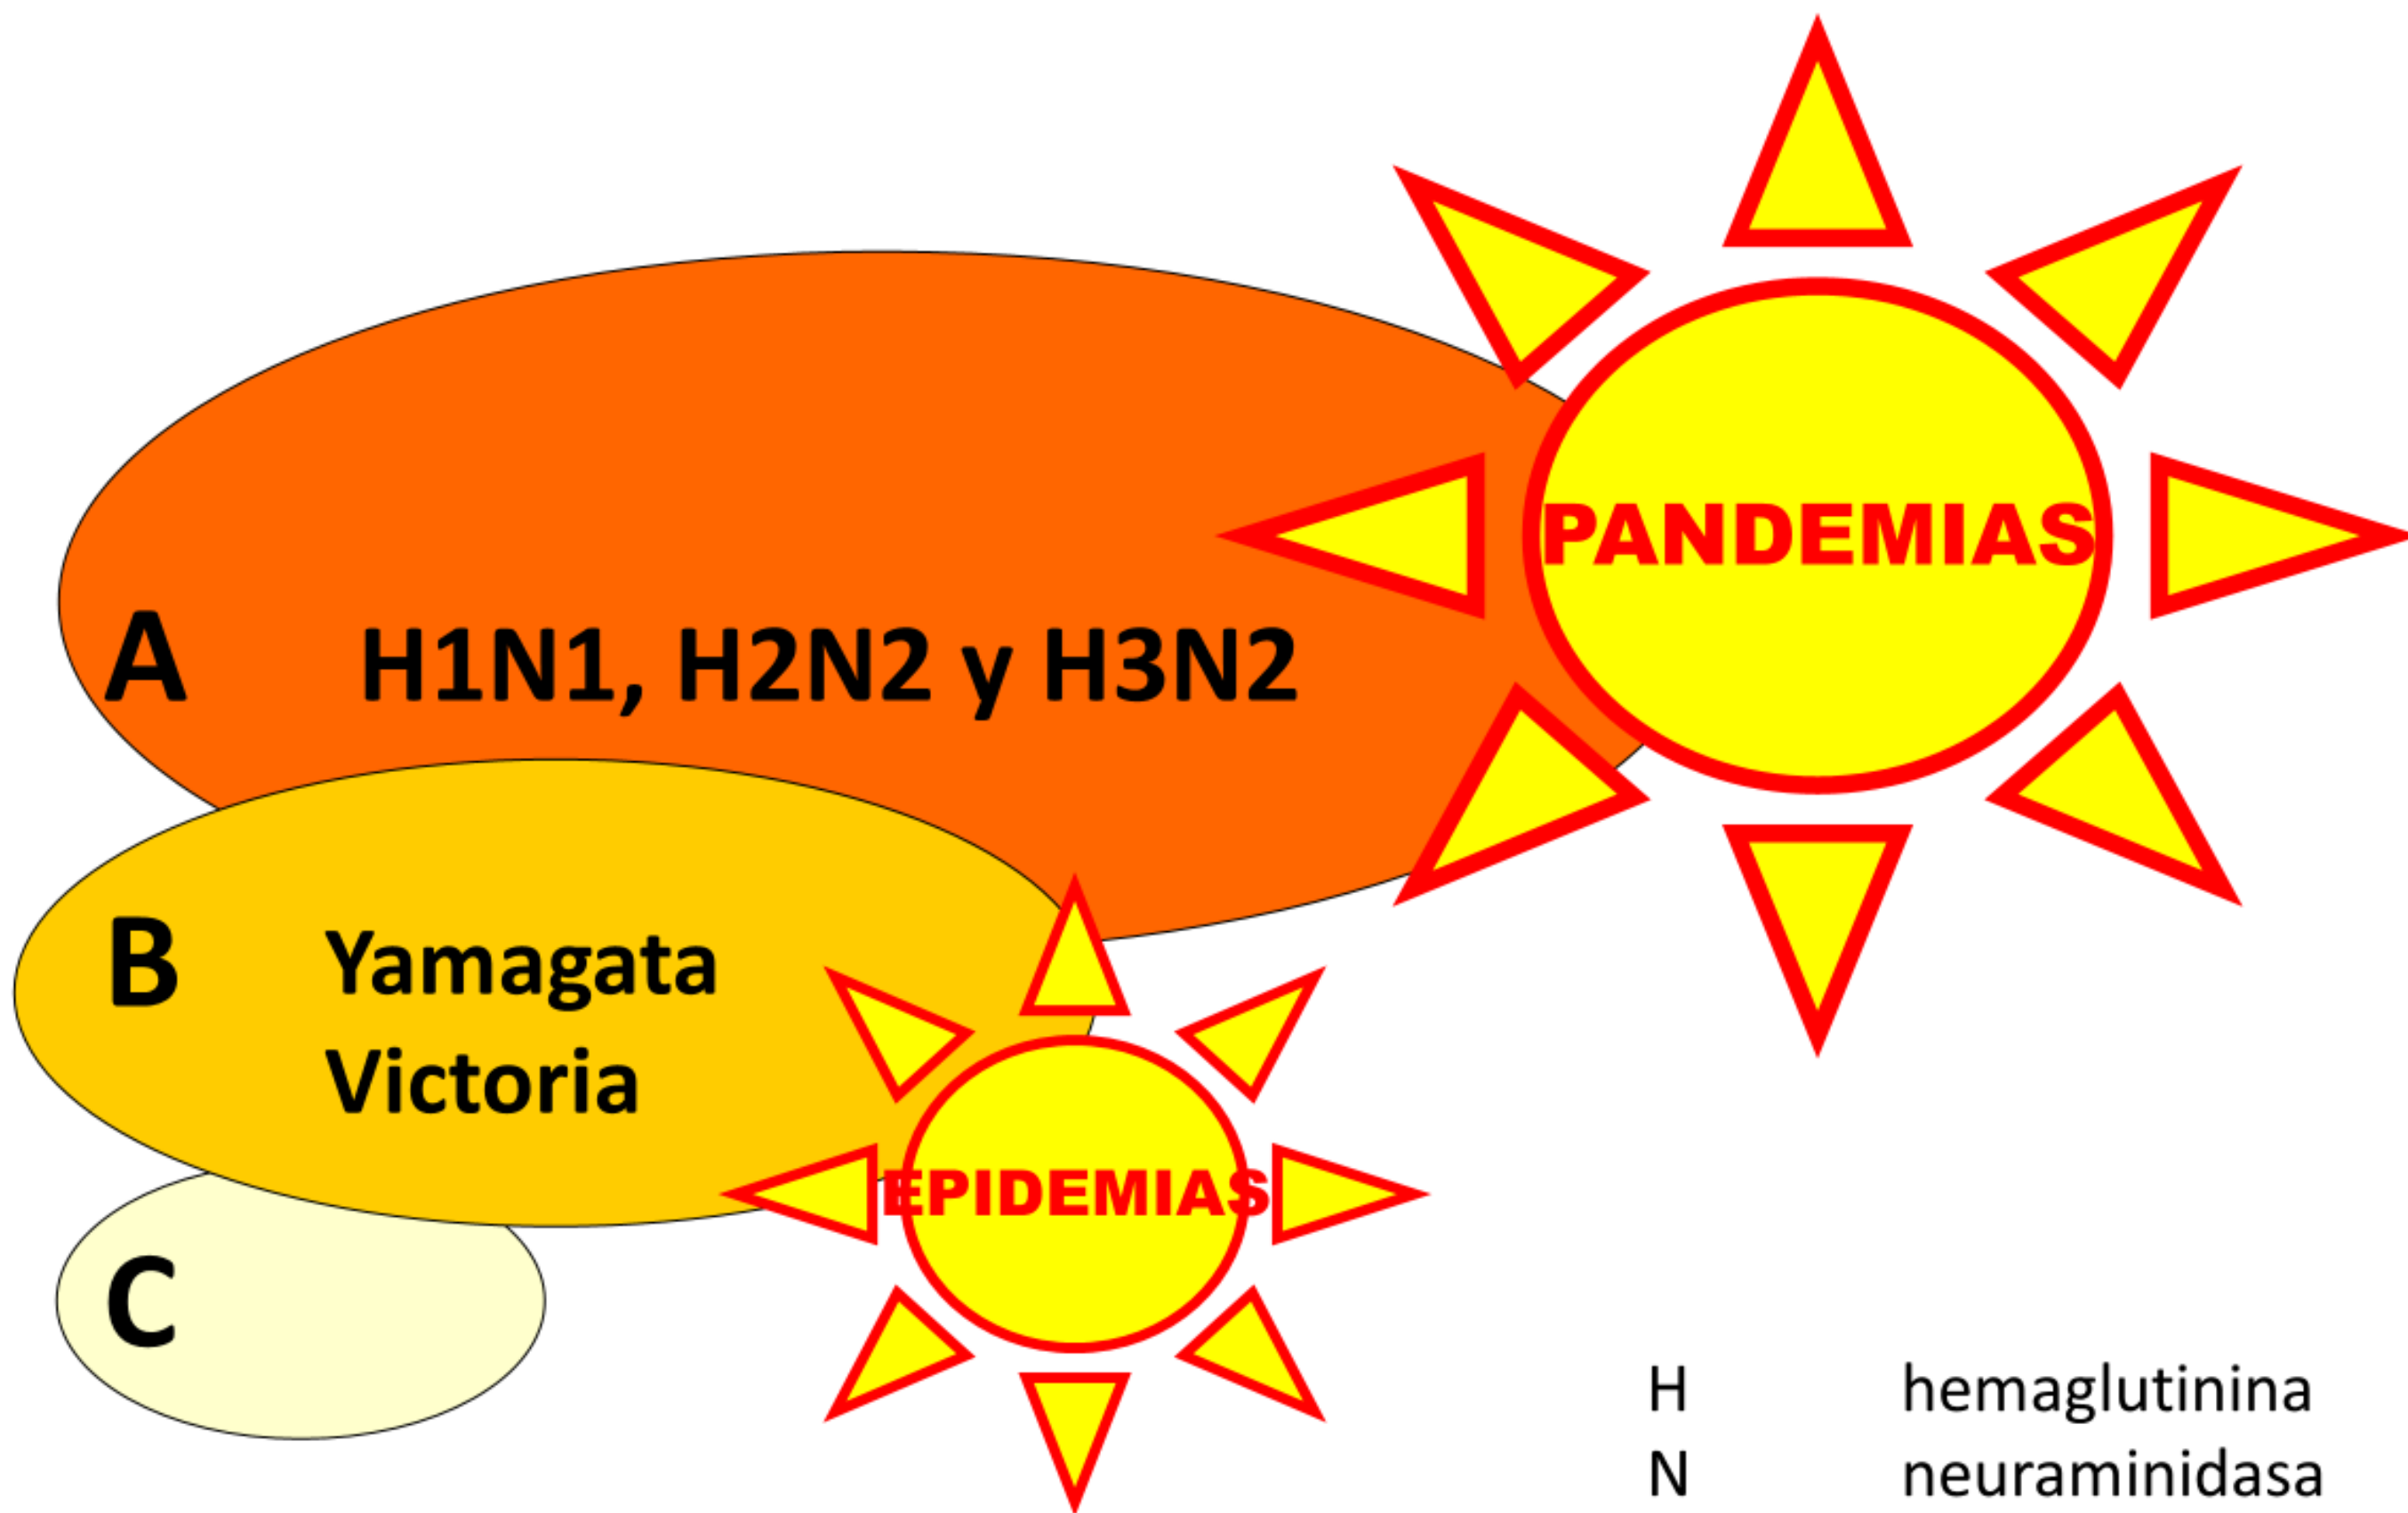 PANDEMIAS
A H1N1, H2N2 y H3N2
B Yamagata
Victoria
EPIDEMIAS
C
H hemaglutinina
N neuraminidasa